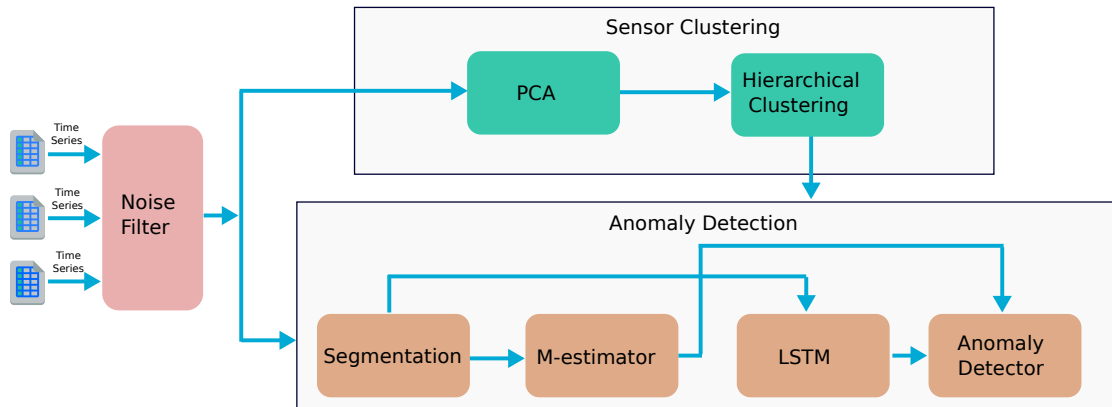 Sensor Clustering
PCA
Hierarchical
Clustering
Time
Series
Time
Series
Time
Series
Noise
Filter
Anomaly Detection
Segmentation
M-estimator
LSTM
Anomaly
Detector